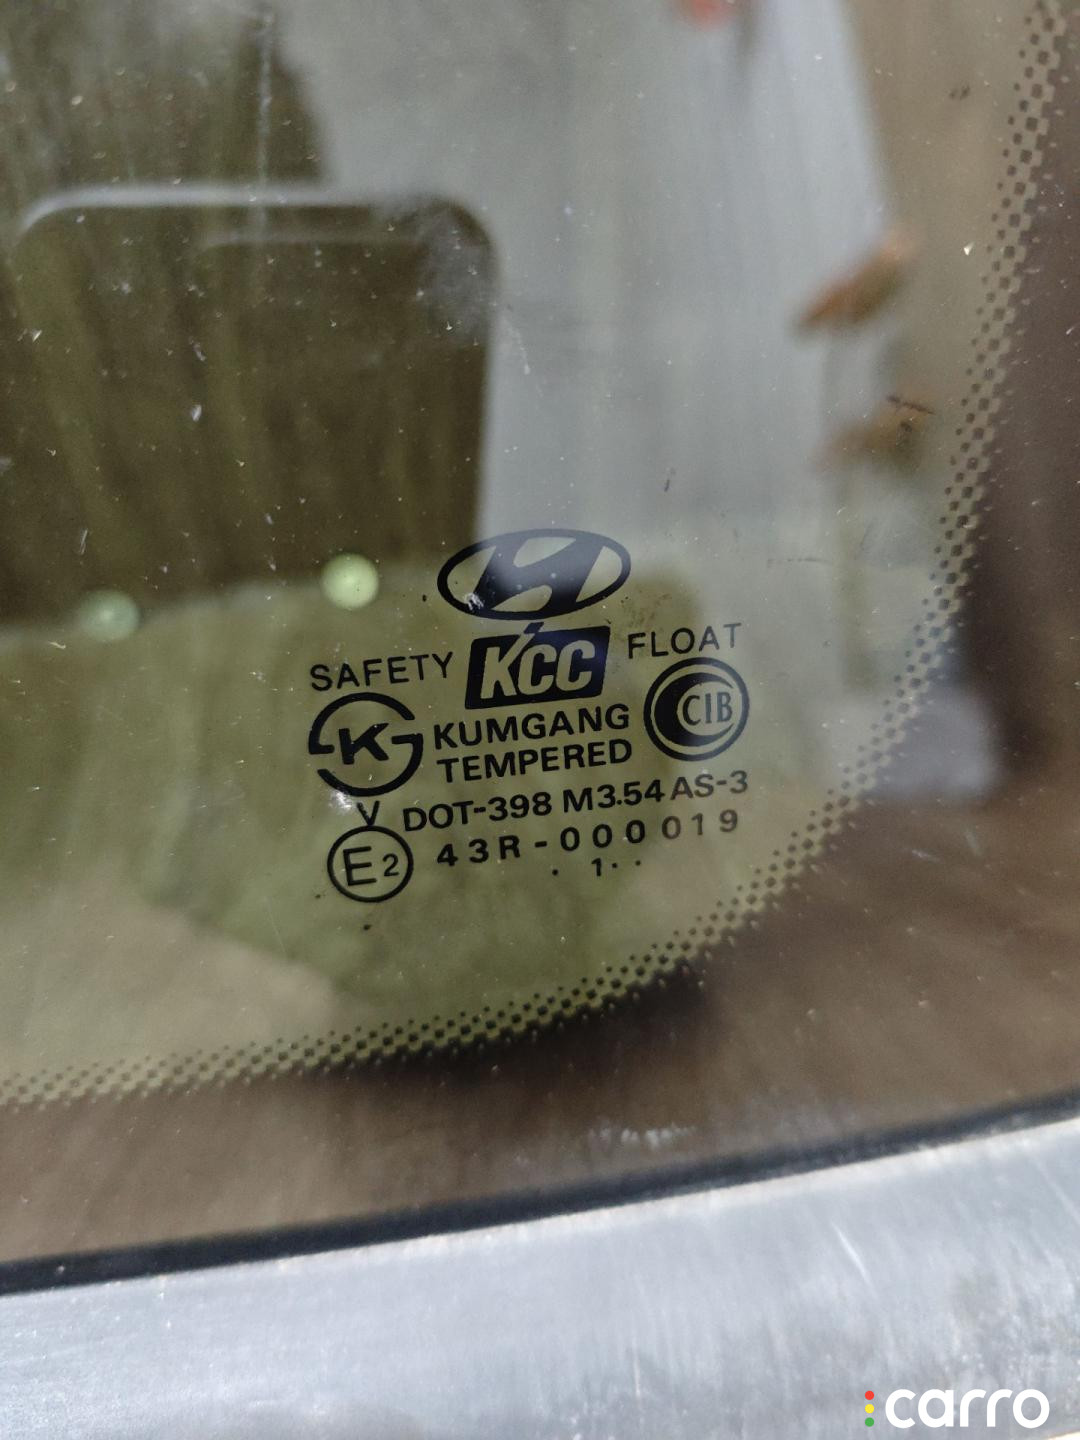 SAFETY KCC FLOAT
K KUMGANG CIB
TEMPERED
V DOT-398 M3.54 AS-3
E2 43R-000019
. 1 . .
carro